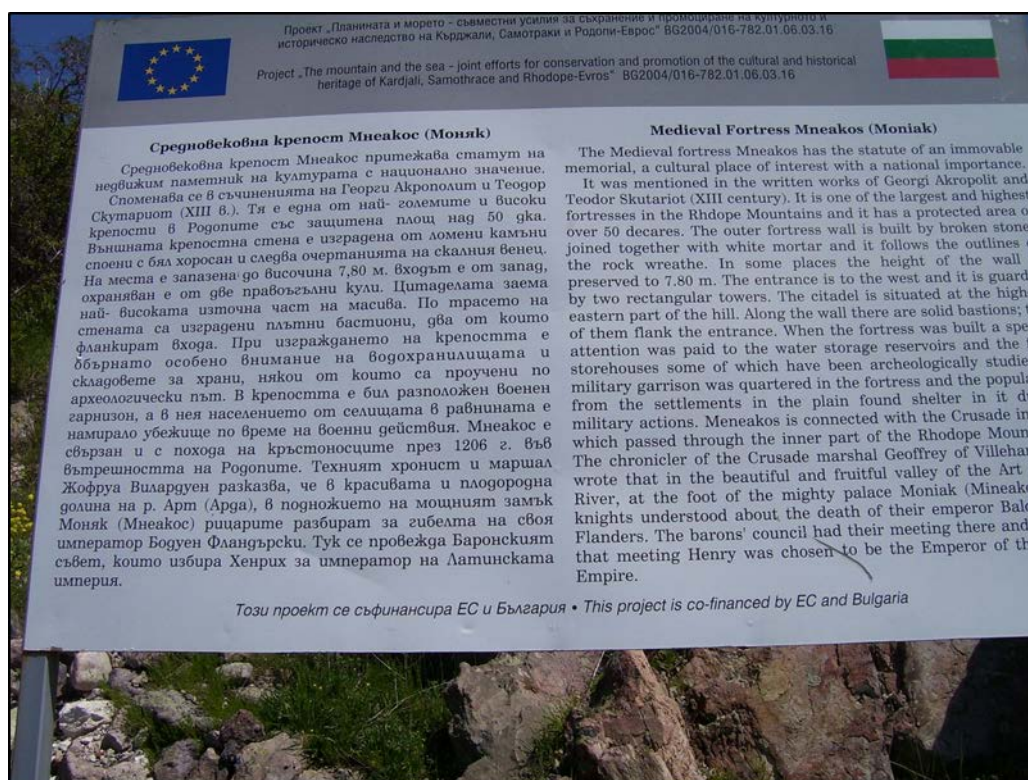 Проект „Планината и морето - съвместни усилия за съхранение и промоциране на културното и
историческо наследство на Кърджали, Самотраки и Родопи-Еврос" BG2004/016-782.01.06.03.16
Project „The mountain and the sea - joint efforts for conservation and promotion of the cultural and historical
heritage of Kardjali, Samothrace and Rhodope-Evros" BG2004/016-782.01.06.03.16
Средновековна крепост Мнеакос (Моняк)
Средновековна крепост Мнеакос притежава статут на
недвижим паметник на културата с национално значение.
Споменава се в съчиненията на Георги Акрополит и Теодор
Скутариот (XIII в.). Тя е една от най- големите и високи
крепости в Родопите със защитена площ над 50 дка.
Външната крепостна стена е изградена от ломени камъни
споени с бял хоросан и следва очертанията на скалния венец.
На места е запазена до височина 7,80 м. входът е от запад,
охраняван е от две правоъгълни кули. Цитаделата заема
най- високата източна част на масива. По трасето на
стената са изградени плътни бастиони, два от които
фланкират входа. При изграждането на крепостта е
обърнато особено внимание на водохранилищата и
складовете за храни, някои от които са проучени по
археологически път. В крепостта е бил разположен военен
гарнизон, а в нея населението от селищата в равнината е
намирало убежище по време на военни действия. Мнеакос е
свързан и с похода на кръстоносците през 1206 г. във
вътрешността на Родопите. Техният хронист и маршал
Жофруа Вилардуен разказва, че в красивата и плодородна
долина на р. Арт (Арда), в подножието на мощният замък
Моняк (Мнеакос) рицарите разбират за гибелта на своя
император Бодуен Фландърски. Тук се провежда Баронският
съвет, които избира Хенрих за император на Латинската
империя.
Medieval Fortress Mneakos (Moniak)
The Medieval fortress Mneakos has the statute of an immovable
memorial, a cultural place of interest with a national importance.
It was mentioned in the written works of Georgi Akropolit and
Teodor Skutariot (XIII century). It is one of the largest and highest
fortresses in the Rhdope Mountains and it has a protected area
over 50 decares. The outer fortress wall is built by broken stone
joined together with white mortar and it follows the outlines
the rock wreathe. In some places the height of the wall
preserved to 7.80 m. The entrance is to the west and it is
by two rectangular towers. The citadel is situated at the
eastern part of the hill. Along the wall there are solid bastions;
of them flank the entrance. When the fortress was built a
attention was paid to the water storage reservoirs and the
storehouses some of which have been archeologically
military garrison was quartered in the fortress and the
from the settlements in the plain found shelter in it
military actions. Meneakos is connected with the Crusade
which passed through the inner part of the Rhodope
The chronicler of the Crusade marshal Geoffrey of
wrote that in the beautiful and fruitful valley of the Art
River, at the foot of the mighty palace Moniak
knights understood about the death of their emperor
Flanders. The barons' council had their meeting there and
that meeting Henry was chosen to be the Emperor of
Empire.
Този проект се съфинансира ЕС и България • This project is co-financed by EC and Bulgaria